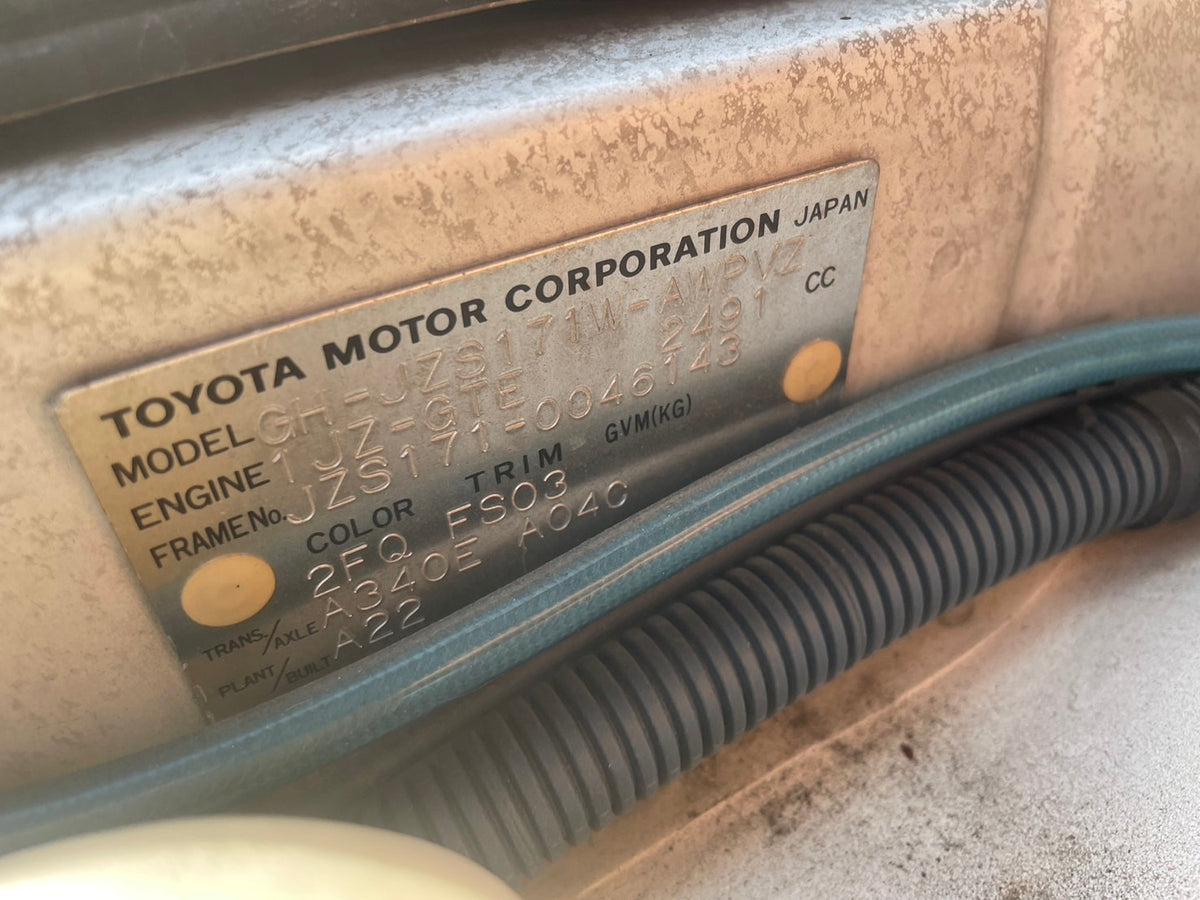 TOYOTA MOTOR CORPORATION JAPAN
MODEL GH-JZS171W-AWPVZ
ENGINE 1JZ-GTE 2491 CC
FRAME No. JZS171-0046143
COLOR TRIM GVM(KG)
2FQ FS03
TRANS./AXLE A340E A04C
PLANT/BUILT A22